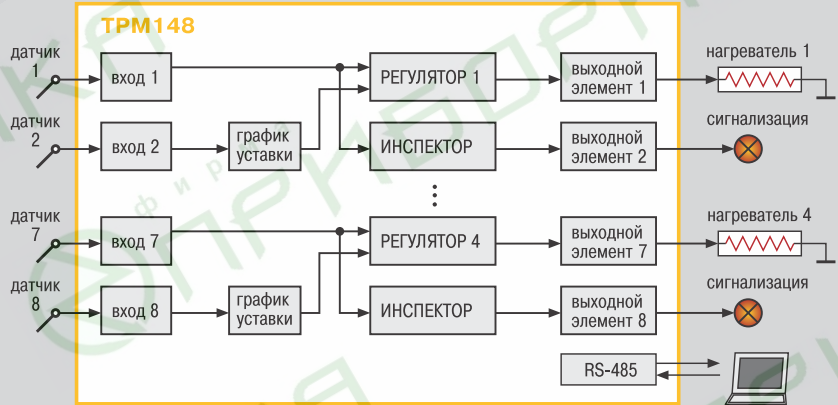 ТРМ148
датчик
1
вход 1
РЕГУЛЯТОР 1
выходной
элемент 1
нагреватель 1
датчик
2
вход 2
график
уставки
ИНСПЕКТОР
выходной
элемент 2
сигнализация
датчик
7
вход 7
РЕГУЛЯТОР 4
выходной
элемент 7
нагреватель 4
датчик
8
вход 8
график
уставки
ИНСПЕКТОР
выходной
элемент 8
сигнализация
RS-485
фирма